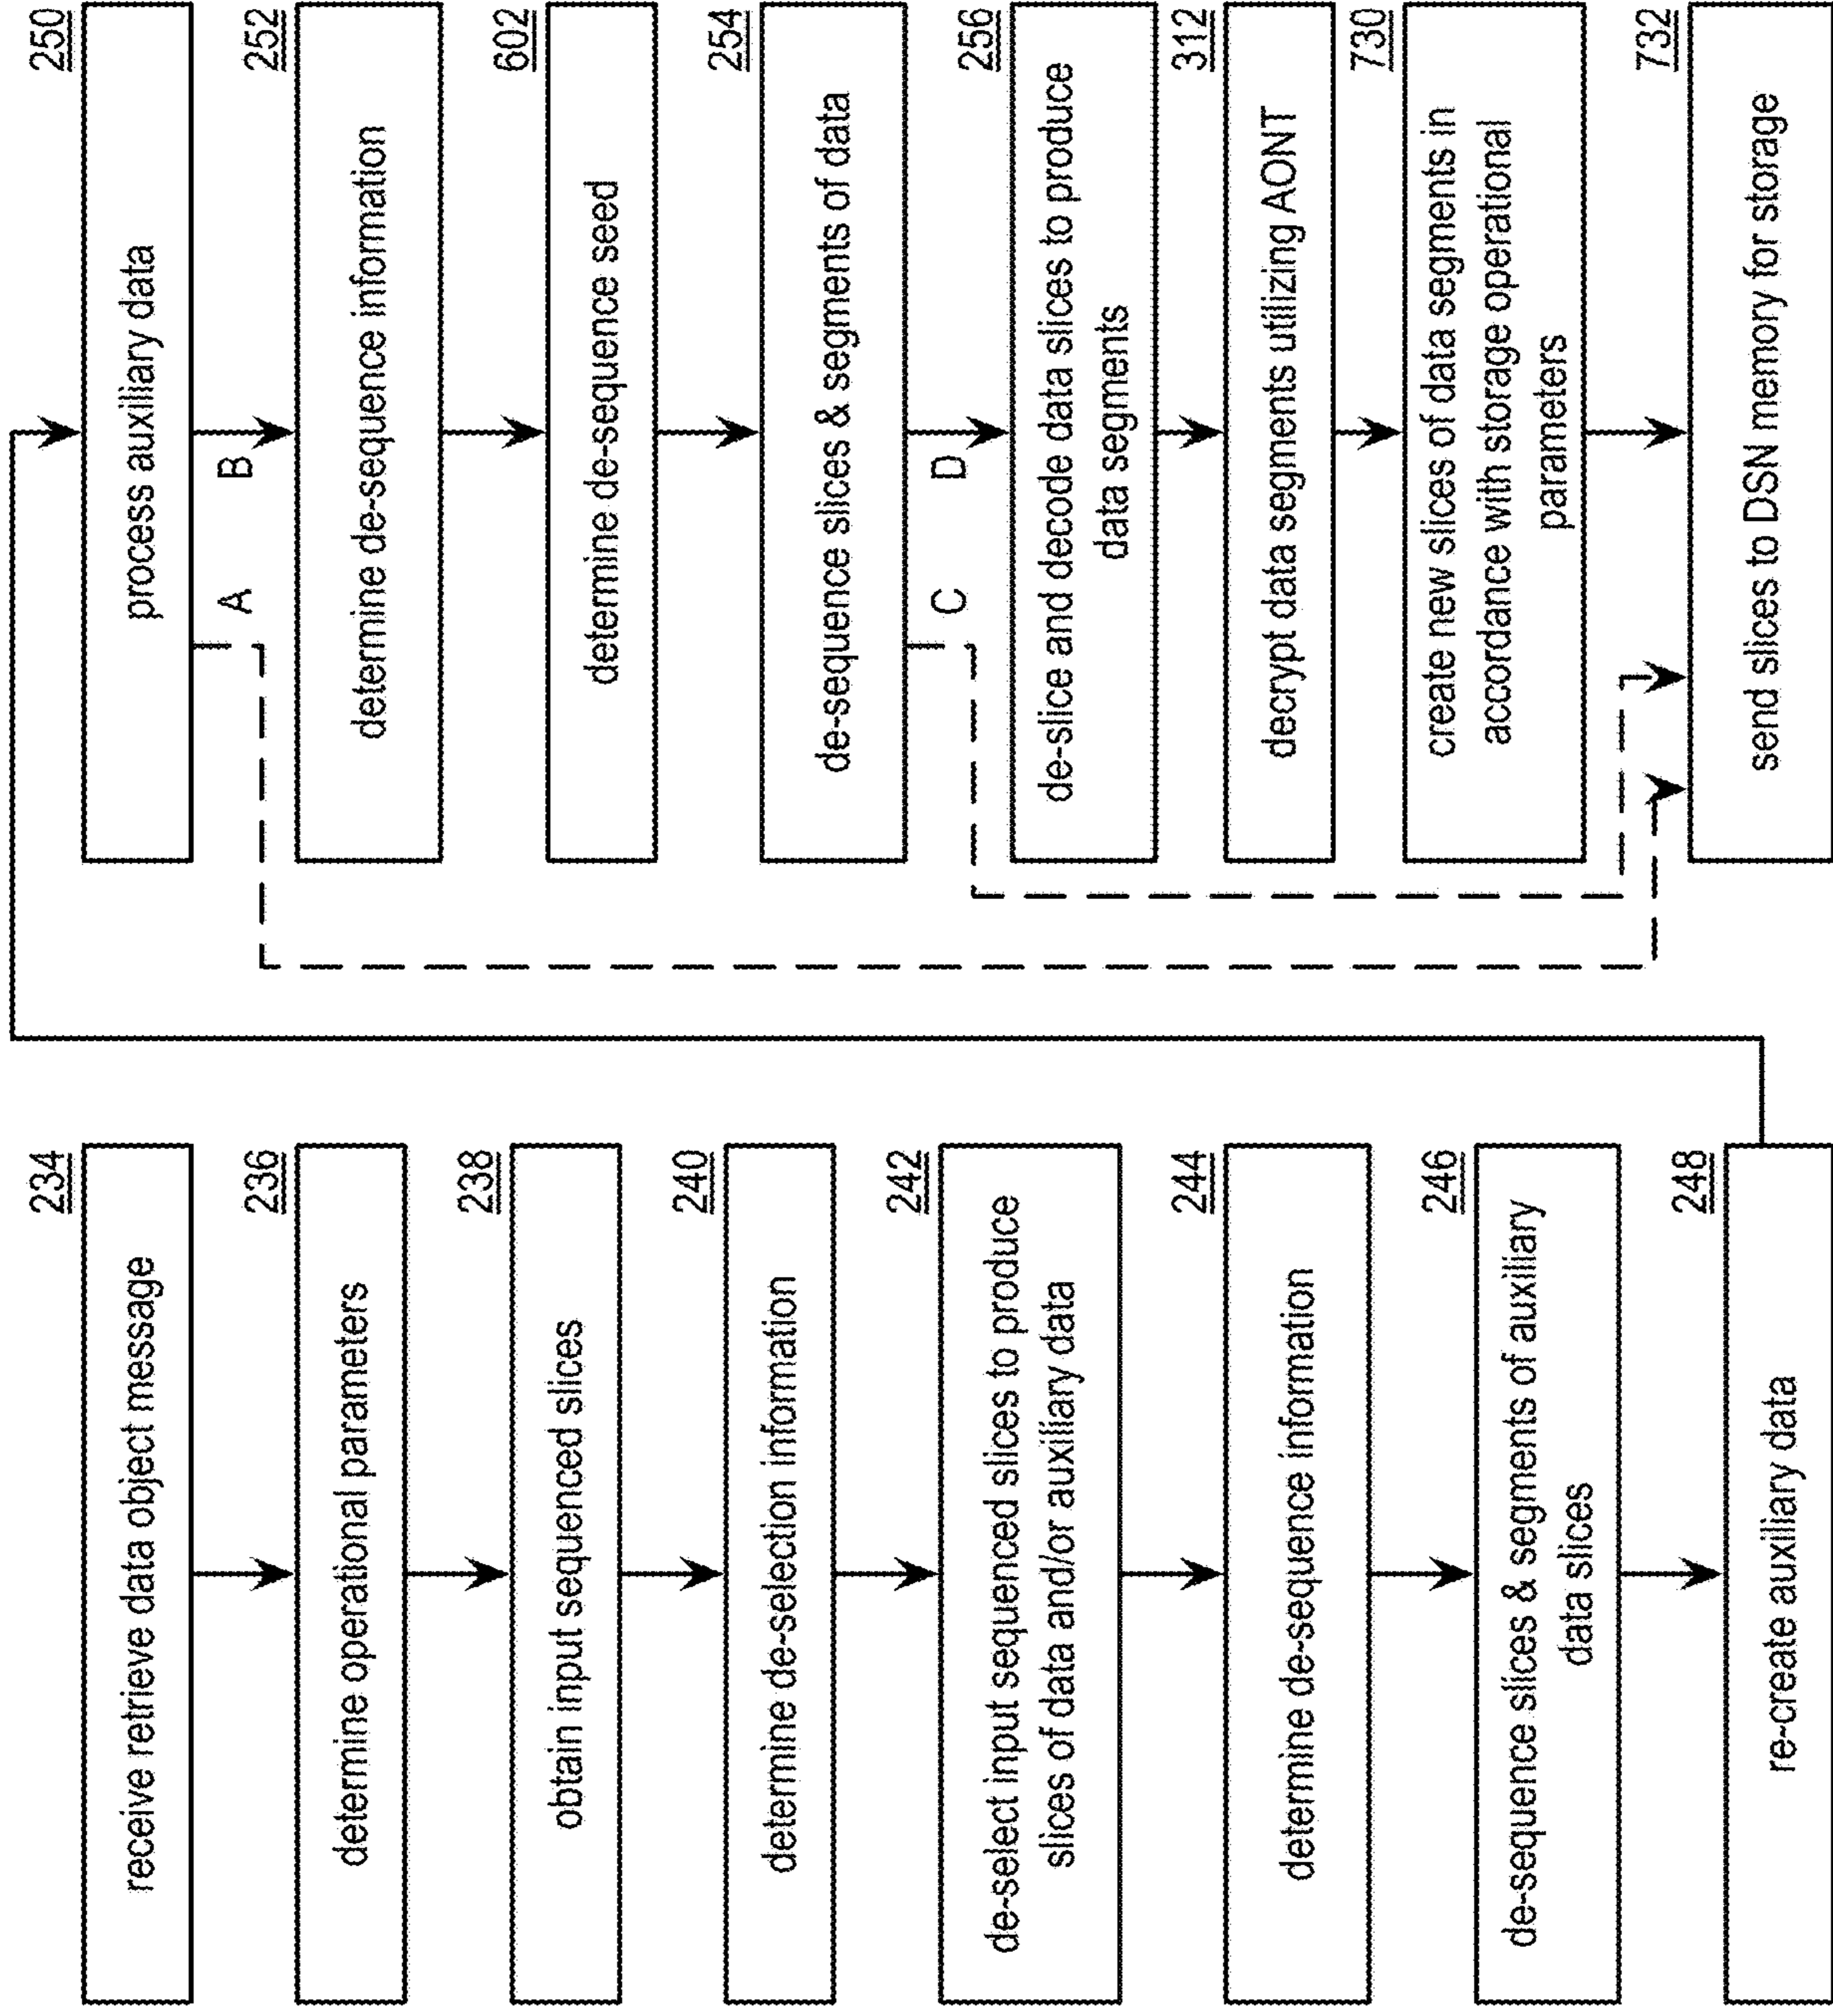 234
receive retrieve data object message
236
determine operational parameters
238
obtain input sequenced slices
240
determine de-selection information
242
de-select input sequenced slices to produce
slices of data and/or auxiliary data
244
determine de-sequence information
246
de-sequence slices & segments of auxiliary
data slices
248
re-create auxiliary data
250
process auxiliary data
A
B
252
determine de-sequence information
602
determine de-sequence seed
254
de-sequence slices & segments of data
C
D
256
de-slice and decode data slices to produce
data segments
312
decrypt data segments utilizing AONT
730
create new slices of data segments in
accordance with storage operational
parameters
732
send slices to DSN memory for storage